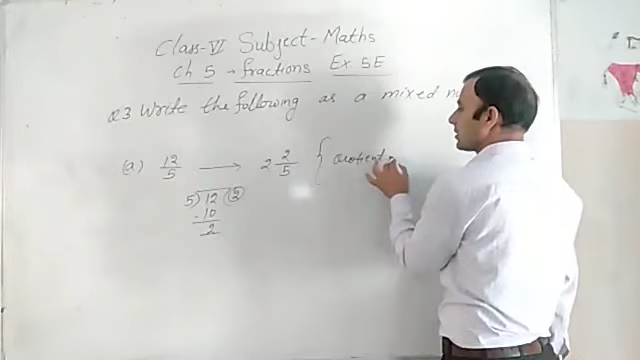 Class-VI Subject-Maths
Ch 5 → fractions Ex 5E
Q3 Write the following as a mixed
(a) 12/5 → 2 2/5 { Quotient
5) 12 (2
- 10
2